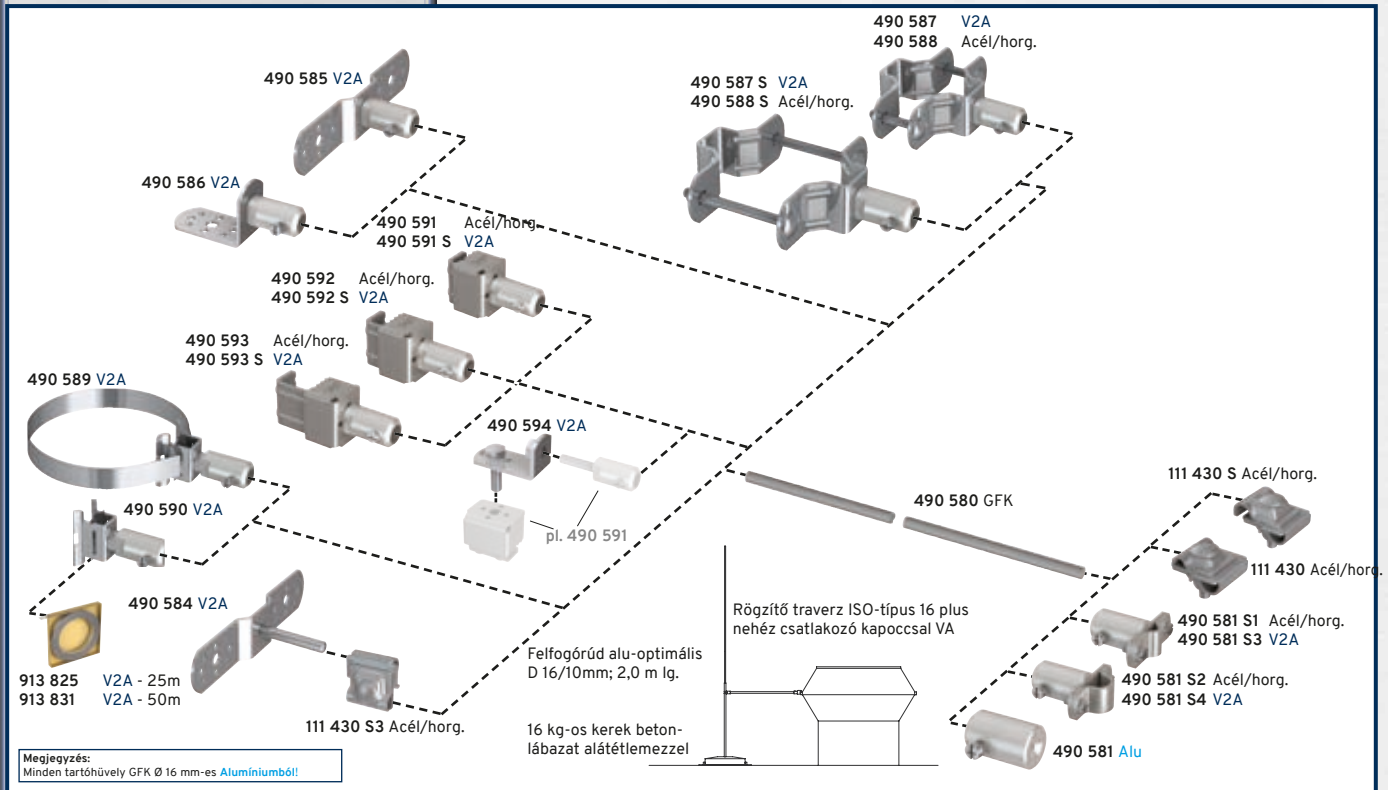 490 587 V2A
490 588 Acél/horg.
490 585 V2A
490 587 S V2A
490 588 S Acél/horg.
490 586 V2A
490 591 Acél/horg.
490 591 S V2A
490 592 Acél/horg.
490 592 S V2A
490 593 Acél/horg.
490 593 S V2A
490 589 V2A
490 594 V2A
pl. 490 591
490 590 V2A
490 580 GFK
111 430 S Acél/horg.
111 430 Acél/horg.
490 584 V2A
913 825 V2A - 25m
913 831 V2A - 50m
111 430 S3 Acél/horg.
Rögzítő traverz ISO-típus 16 plus
nehéz csatlakozó kapoccsal VA
Felfogórúd alu-optimális
D 16/10mm; 2,0 m lg.
16 kg-os kerek beton-
lábazat alátétlemezzel
490 581 S1 Acél/horg.
490 581 S3 V2A
490 581 S2 Acél/horg.
490 581 S4 V2A
490 581 Alu
Megjegyzés:
Minden tartóhüvely GFK Ø 16 mm-es Alumíniumból!